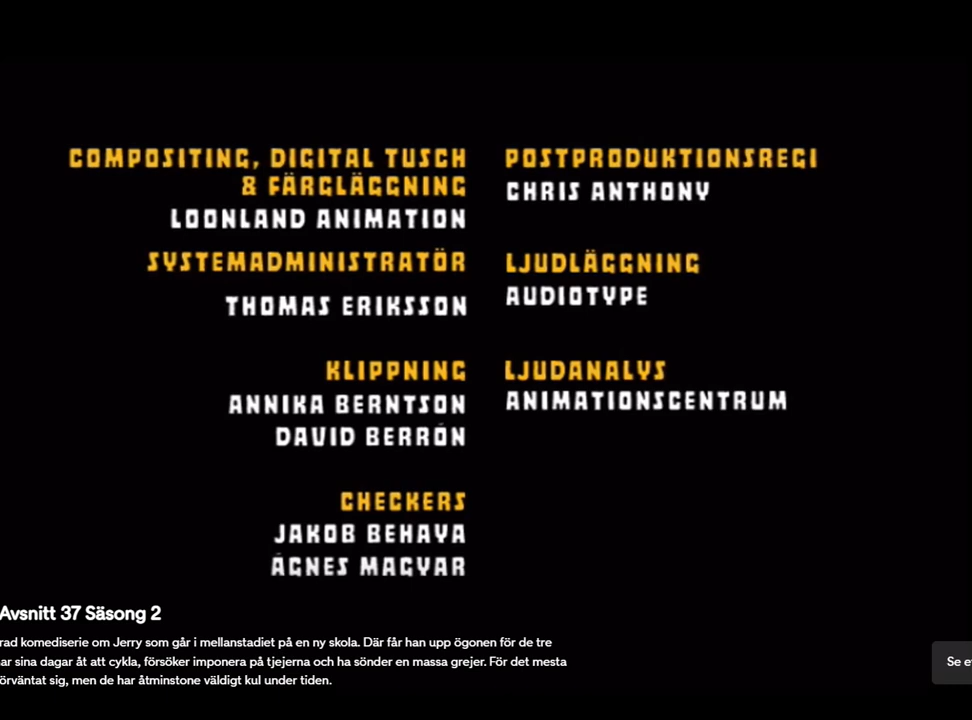 COMPOSITING, DIGITAL TUSCH
& FÄRGLÄGGNING
LOONLAND ANIMATION
SYSTEMADMINISTRATÖR
THOMAS ERIKSSON
KLIPPNING
ANNIKA BERNTSON
DAVID BERRÖN
CHECKERS
JAKOB BEHAYA
ÁGNES MAGYAR
POSTPRODUKTIONSREGI
CHRIS ANTHONY
LJUDLÄGGNING
AUDIOTYPE
LJUDANALYS
ANIMATIONSCENTRUM
Avsnitt 37 Säsong 2
rad komediserie om Jerry som går i mellanstadiet på en ny skola. Där får han upp ögonen för de tre
ar sina dagar åt att cykla, försöker imponera på tjejerna och ha sönder en massa grejer. För det mesta
örväntat sig, men de har åtminstone väldigt kul under tiden.
Se e